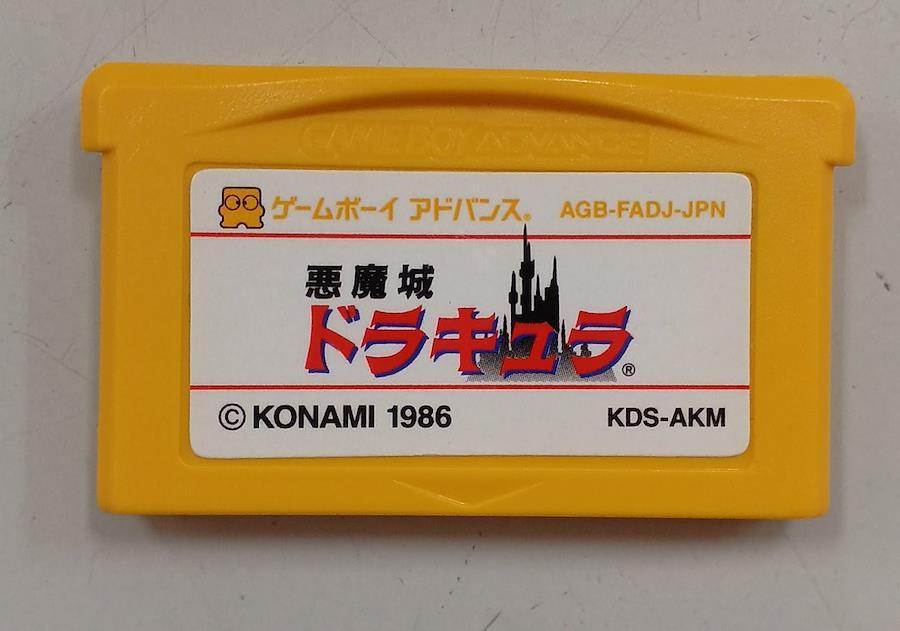 GAME BOY ADVANCE
ゲームボーイ アドバンス® AGB-FADJ-JPN
悪魔城
ドラキュラ®
© KONAMI 1986 KDS-AKM